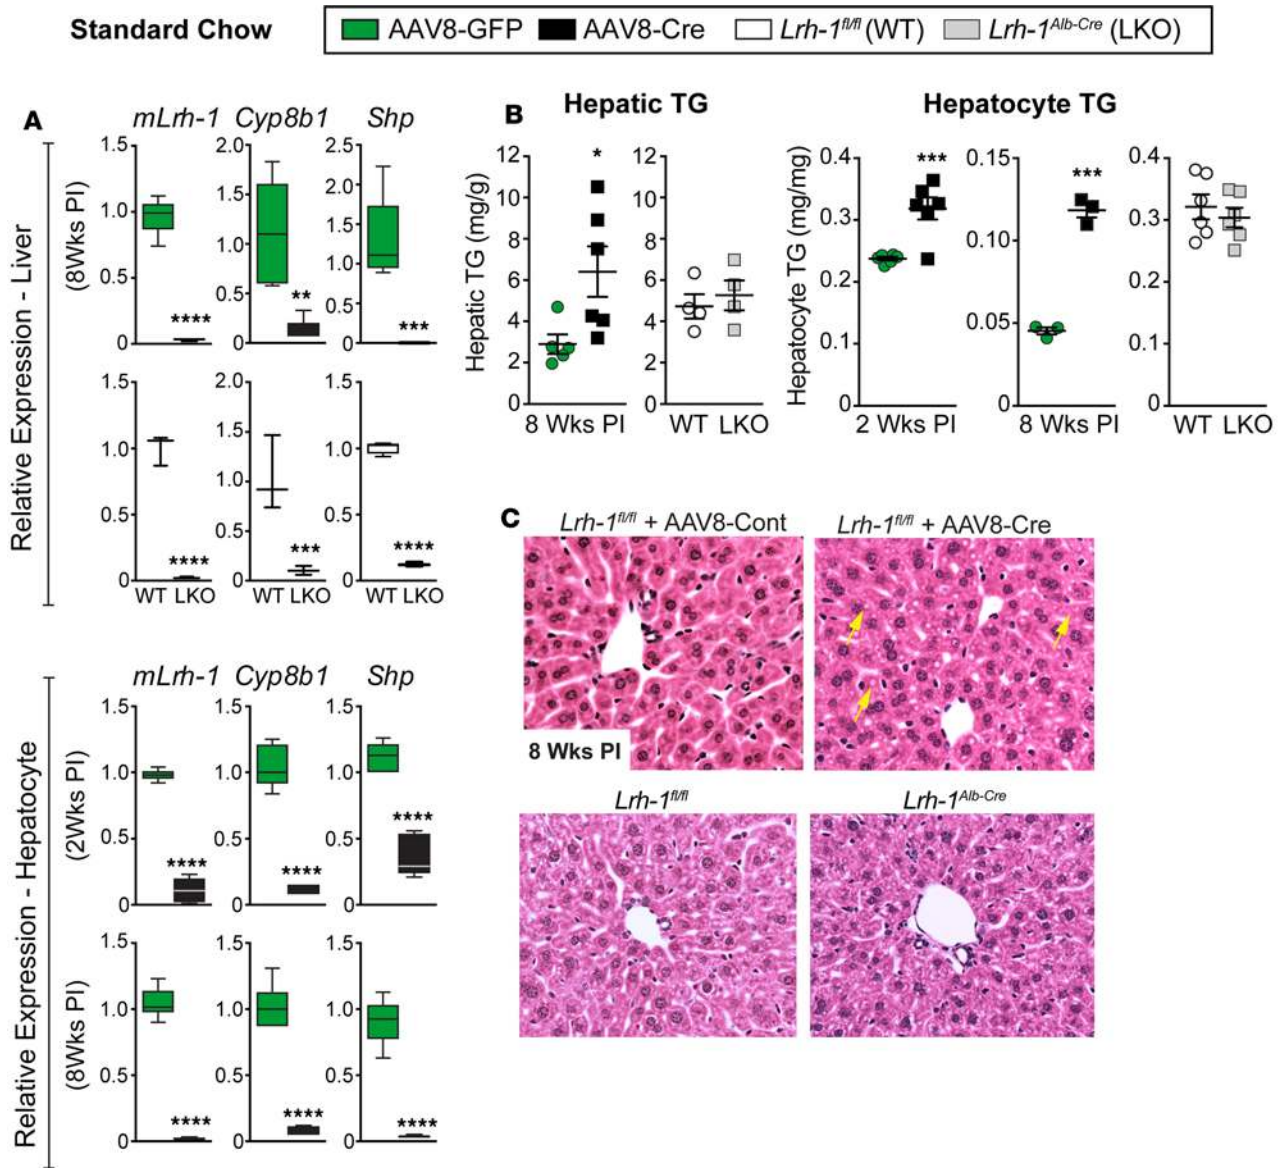 Standard Chow
AAV8-GFP AAV8-Cre Lrh-1fl/fl (WT) Lrh-1Alb-Cre (LKO)
A
Relative Expression - Liver
(8Wks PI)
mLrh-1 Cyp8b1 Shp
1.5 1.0 0.5 0
****
2.0 1.5 1.0 0.5 0
**
2.5 2.0 1.5 1.0 0.5 0
***
1.5 1.0 0.5 0
****
WT LKO
2.0 1.5 1.0 0.5 0
***
WT LKO
1.5 1.0 0.5 0
****
WT LKO
Relative Expression - Hepatocyte
(2Wks PI)
mLrh-1 Cyp8b1 Shp
1.5 1.0 0.5 0
****
1.5 1.0 0.5 0
****
1.5 1.0 0.5 0
****
(8Wks PI)
1.5 1.0 0.5 0
****
1.5 1.0 0.5 0
****
1.5 1.0 0.5 0
****
B
Hepatic TG
Hepatic TG (mg/g)
12 10 8 6 4 2 0
*
8 Wks PI
12 10 8 6 4 2 0
WT LKO
Hepatocyte TG
Hepatocyte TG (mg/mg)
0.4 0.3 0.2 0.1 0
***
2 Wks PI
0.15 0.10 0.05 0
***
8 Wks PI
0.4 0.3 0.2 0.1 0
WT LKO
C
Lrh-1fl/fl + AAV8-Cont
Lrh-1fl/fl + AAV8-Cre
8 Wks PI
Lrh-1fl/fl
Lrh-1Alb-Cre